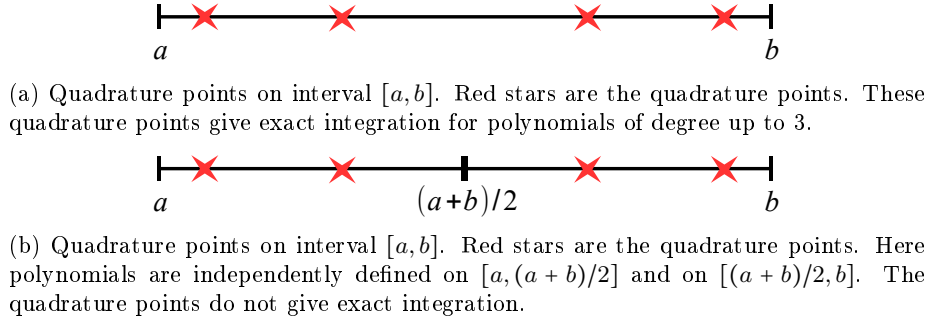 a b
(a) Quadrature points on interval [a, b]. Red stars are the quadrature points. These
quadrature points give exact integration for polynomials of degree up to 3.
a (a+b)/2 b
(b) Quadrature points on interval [a, b]. Red stars are the quadrature points. Here
polynomials are independently defined on [a, (a + b)/2] and on [(a + b)/2, b]. The
quadrature points do not give exact integration.